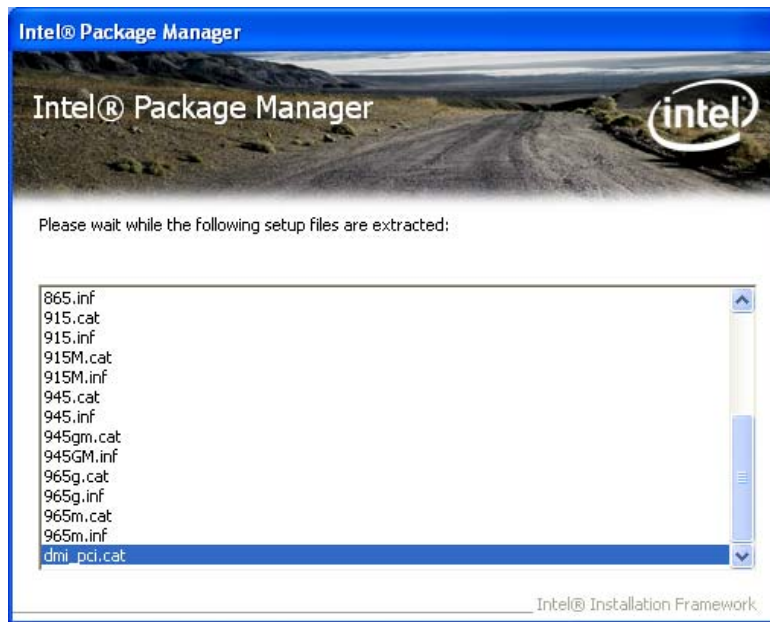 Intel® Package Manager
Intel® Package Manager
intel
Please wait while the following setup files are extracted:
865.inf
915.cat
915.inf
915M.cat
915M.inf
945.cat
945.inf
945gm.cat
945GM.inf
965g.cat
965g.inf
965m.cat
965m.inf
dmi_pci.cat
Intel® Installation Framework